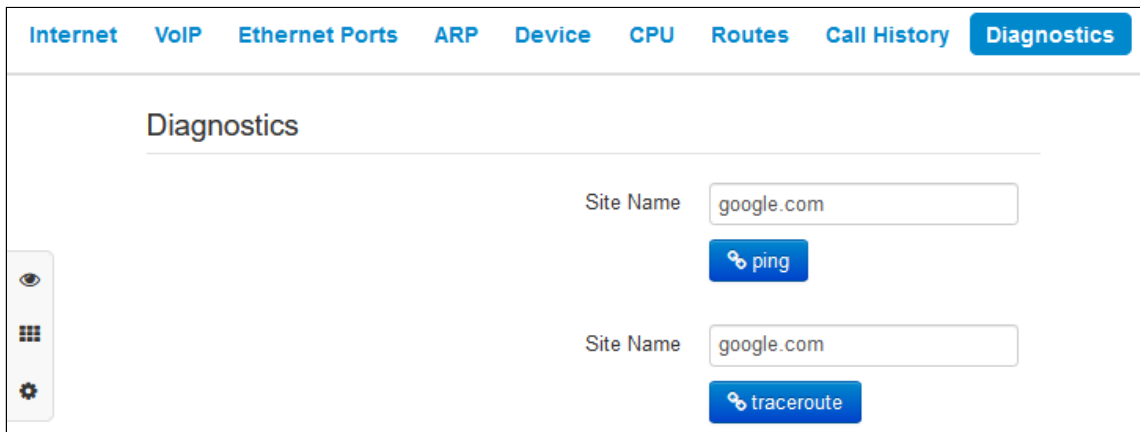 Internet VoIP Ethernet Ports ARP Device CPU Routes Call History Diagnostics
Diagnostics
Site Name google.com
ping
Site Name google.com
traceroute